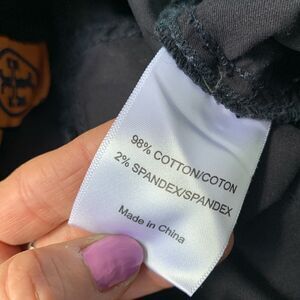 98% COTTON/COTON
2% SPANDEX/SPANDEX
Made in China